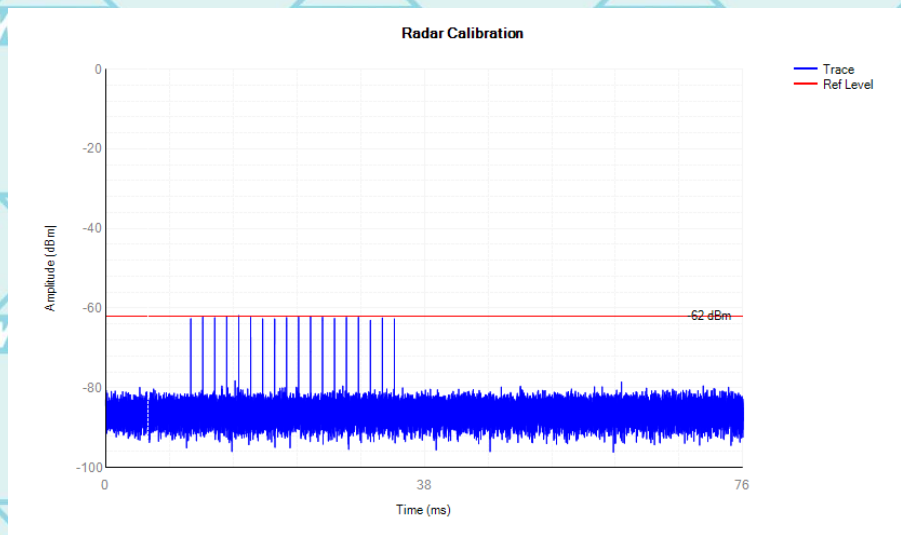 Radar Calibration
Trace
Ref Level
0
-20
-40
-60
-80
-100
Amplitude (dBm|
-62 dBm
0
38
76
Time (ms)